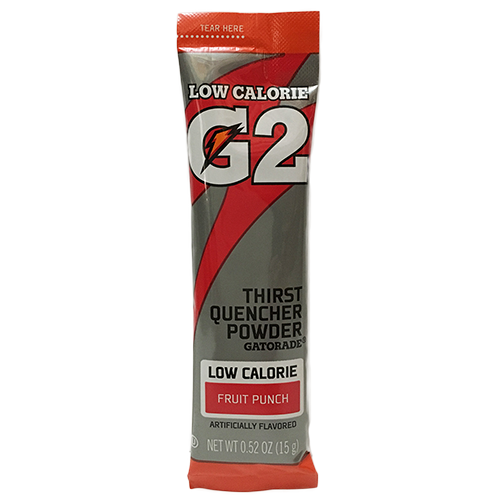 TEAR HERE
LOW CALORIE
G2
THIRST
QUENCHER
POWDER
GATORADE®
LOW CALORIE
FRUIT PUNCH
ARTIFICIALLY FLAVORED
NET WT 0.52 OZ (15 g)